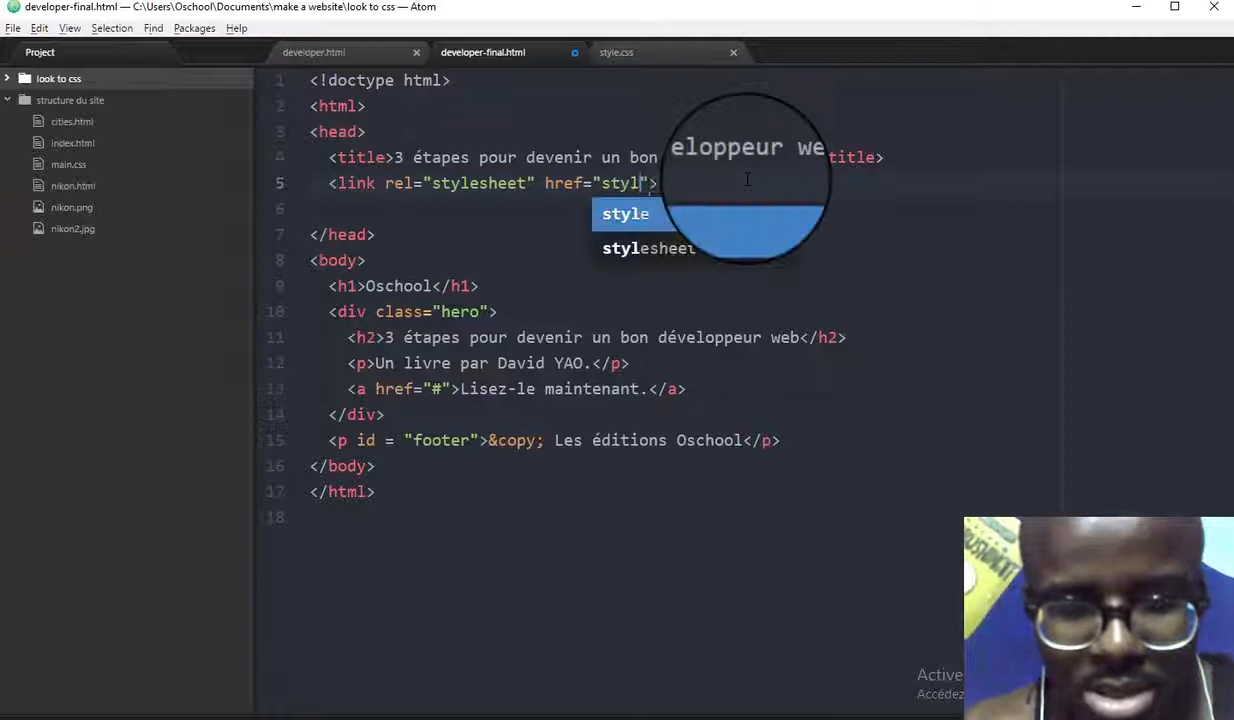 developer-final.html — C:\Users\Oschool\Documents\make a website\look to css — Atom
File Edit View Selection Find Packages Help
Project
developer.html
developer-final.html
style.css
look to css
structure du site
cities.html
index.html
main.css
nikon.html
nikon.png
nikon2.jpg
1 <!doctype html>
2 <html>
3 <head>
4 <title>3 étapes pour devenir un bon eloppeur we title>
5 <link rel="stylesheet" href="styl">
style
6
stylesheet
7 </head>
8 <body>
9 <h1>Oschool</h1>
10 <div class="hero">
11 <h2>3 étapes pour devenir un bon développeur web</h2>
12 <p>Un livre par David YAO.</p>
13 <a href="#">Lisez-le maintenant.</a>
14 </div>
15 <p id = "footer">&copy; Les éditions Oschool</p>
16 </body>
17 </html>
18
Active
Accédez